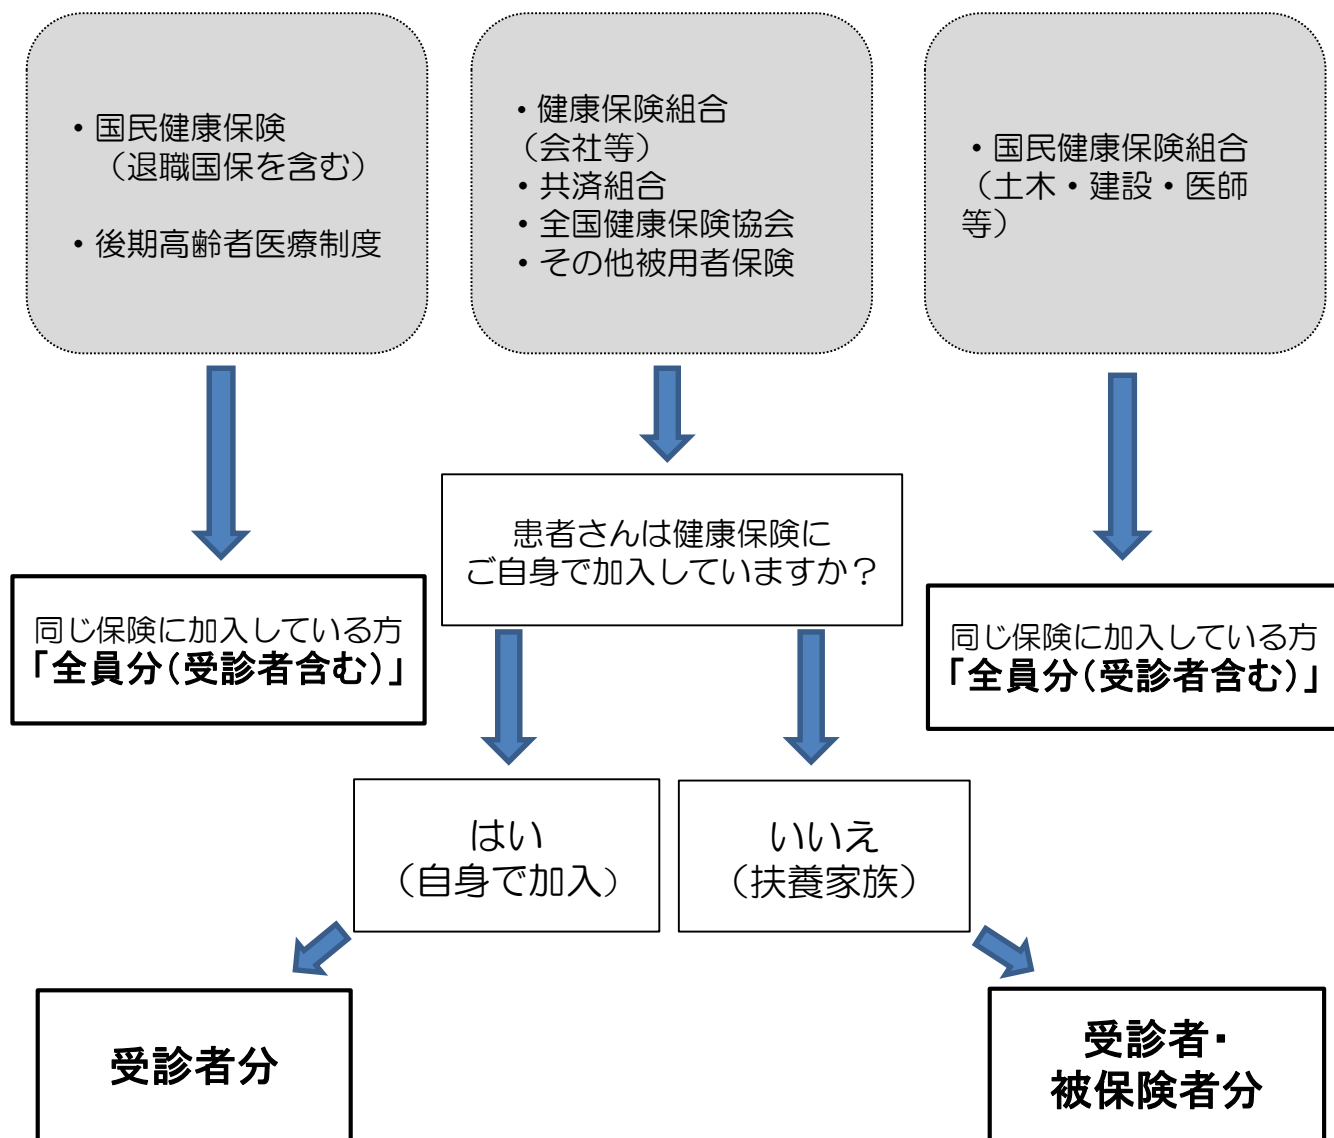 ・国民健康保険
（退職国保を含む）
・後期高齢者医療制度
・健康保険組合
（会社等）
・共済組合
・全国健康保険協会
・その他被用者保険
・国民健康保険組合
（土木・建設・医師
等）
患者さんは健康保険に
ご自身で加入していますか？
同じ保険に加入している方
「全員分（受診者含む）」
同じ保険に加入している方
「全員分（受診者含む）」
はい
（自身で加入）
いいえ
（扶養家族）
受診者分
受診者・
被保険者分